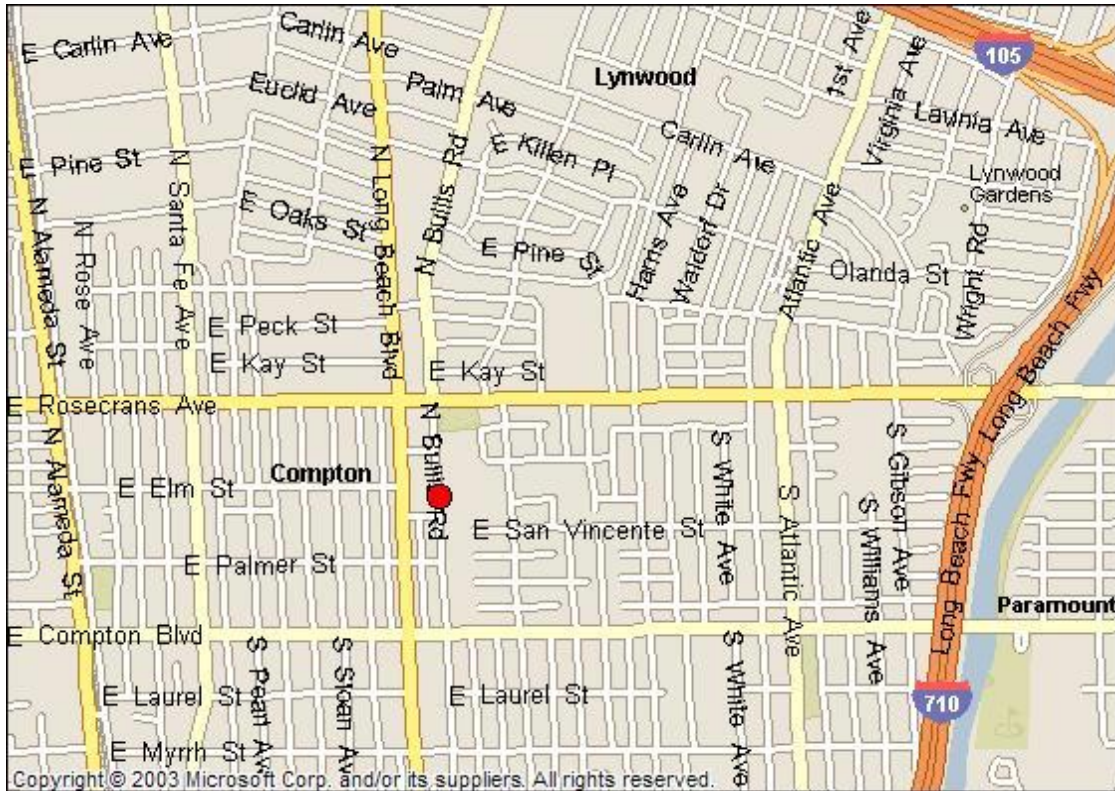 E Carlin Ave
Carlin Ave
1st Ave
Virginia Ave
105
Lynwood
Euclid Ave
Palm Ave
Lavinia Ave
E Pine St
N Santa Fe Ave
N Long Beach Blvd
N Bullis Rd
E Killen Pl
Carlin Ave
Lynwood
Gardens
N Alameda St
N Rose Ave
E Oaks St
E Pine St
Harris Ave
Waldorf Dr
Atlantic Ave
Olanda St
Wright Rd
Long Beach Fwy
E Peck St
E Kay St
E Kay St
E Rosecrans Ave
N Alameda St
N Bullis Rd
Compton
E Elm St
S White Ave
S Atlantic Ave
S Gibson Ave
S Williams Ave
Long Beach Fwy
E San Vincente St
E Palmer St
Paramount
E Compton Blvd
S Pearl Av
S Sloan Av
S White Ave
E Laurel St
E Laurel St
710
E Myrrh St
Copyright © 2003 Microsoft Corp. and/or its suppliers. All rights reserved.